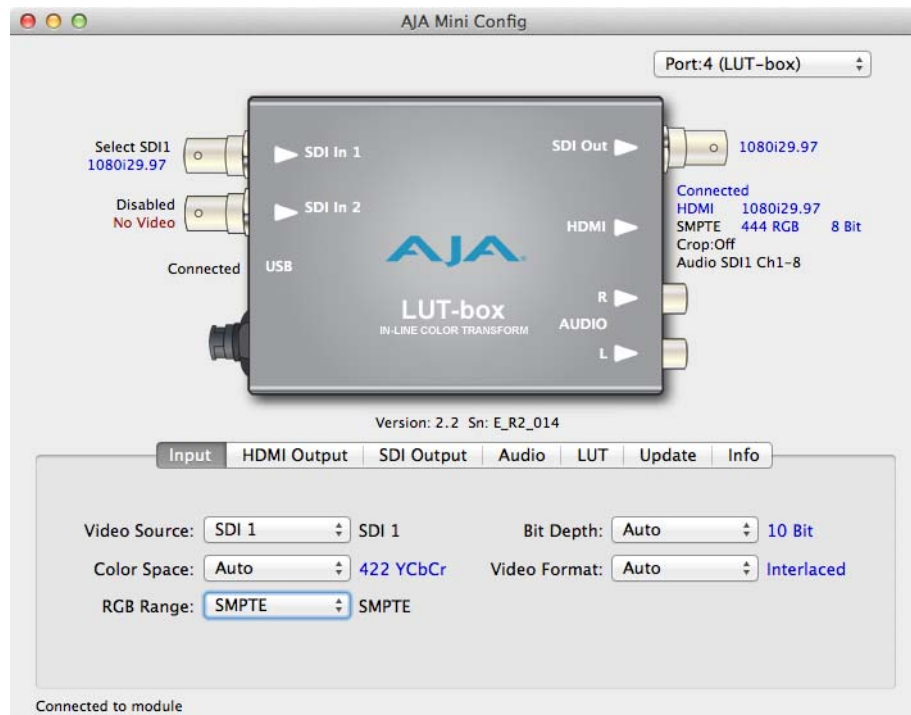 AJA Mini Config
Port:4 (LUT-box)
Select SDI1
1080i29.97
Disabled
No Video
Connected
SDI In 1
SDI In 2
USB
AJA
LUT-box
IN-LINE COLOR TRANSFORM
SDI Out
HDMI
R
AUDIO
L
1080i29.97
Connected
HDMI 1080i29.97
SMPTE 444 RGB 8 Bit
Crop:Off
Audio SDI1 Ch1-8
Version: 2.2 Sn: E_R2_014
Input HDMI Output SDI Output Audio LUT Update Info
Video Source: SDI 1 SDI 1 Bit Depth: Auto 10 Bit
Color Space: Auto 422 YCbCr Video Format: Auto Interlaced
RGB Range: SMPTE SMPTE
Connected to module